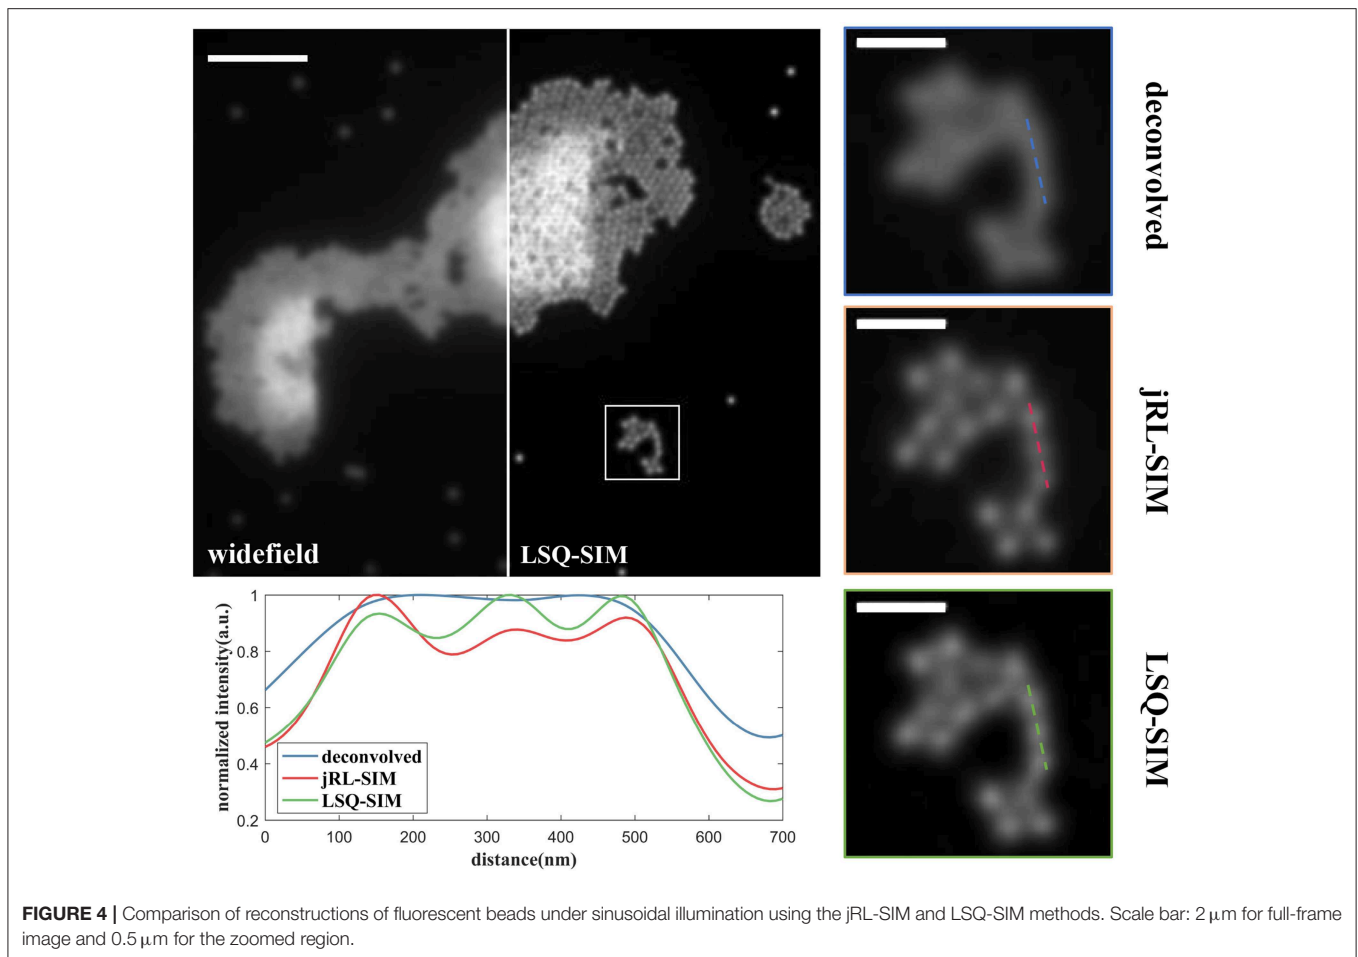 widefield
LSQ-SIM
deconvolved
jRL-SIM
LSQ-SIM
normalized intensity(a.u.)
1
0.8
0.6
0.4
0.2
deconvolved
jRL-SIM
LSQ-SIM
0 100 200 300 400 500 600 700
distance(nm)
FIGURE 4 | Comparison of reconstructions of fluorescent beads under sinusoidal illumination using the jRL-SIM and LSQ-SIM methods. Scale bar: 2 μm for full-frame
image and 0.5 μm for the zoomed region.